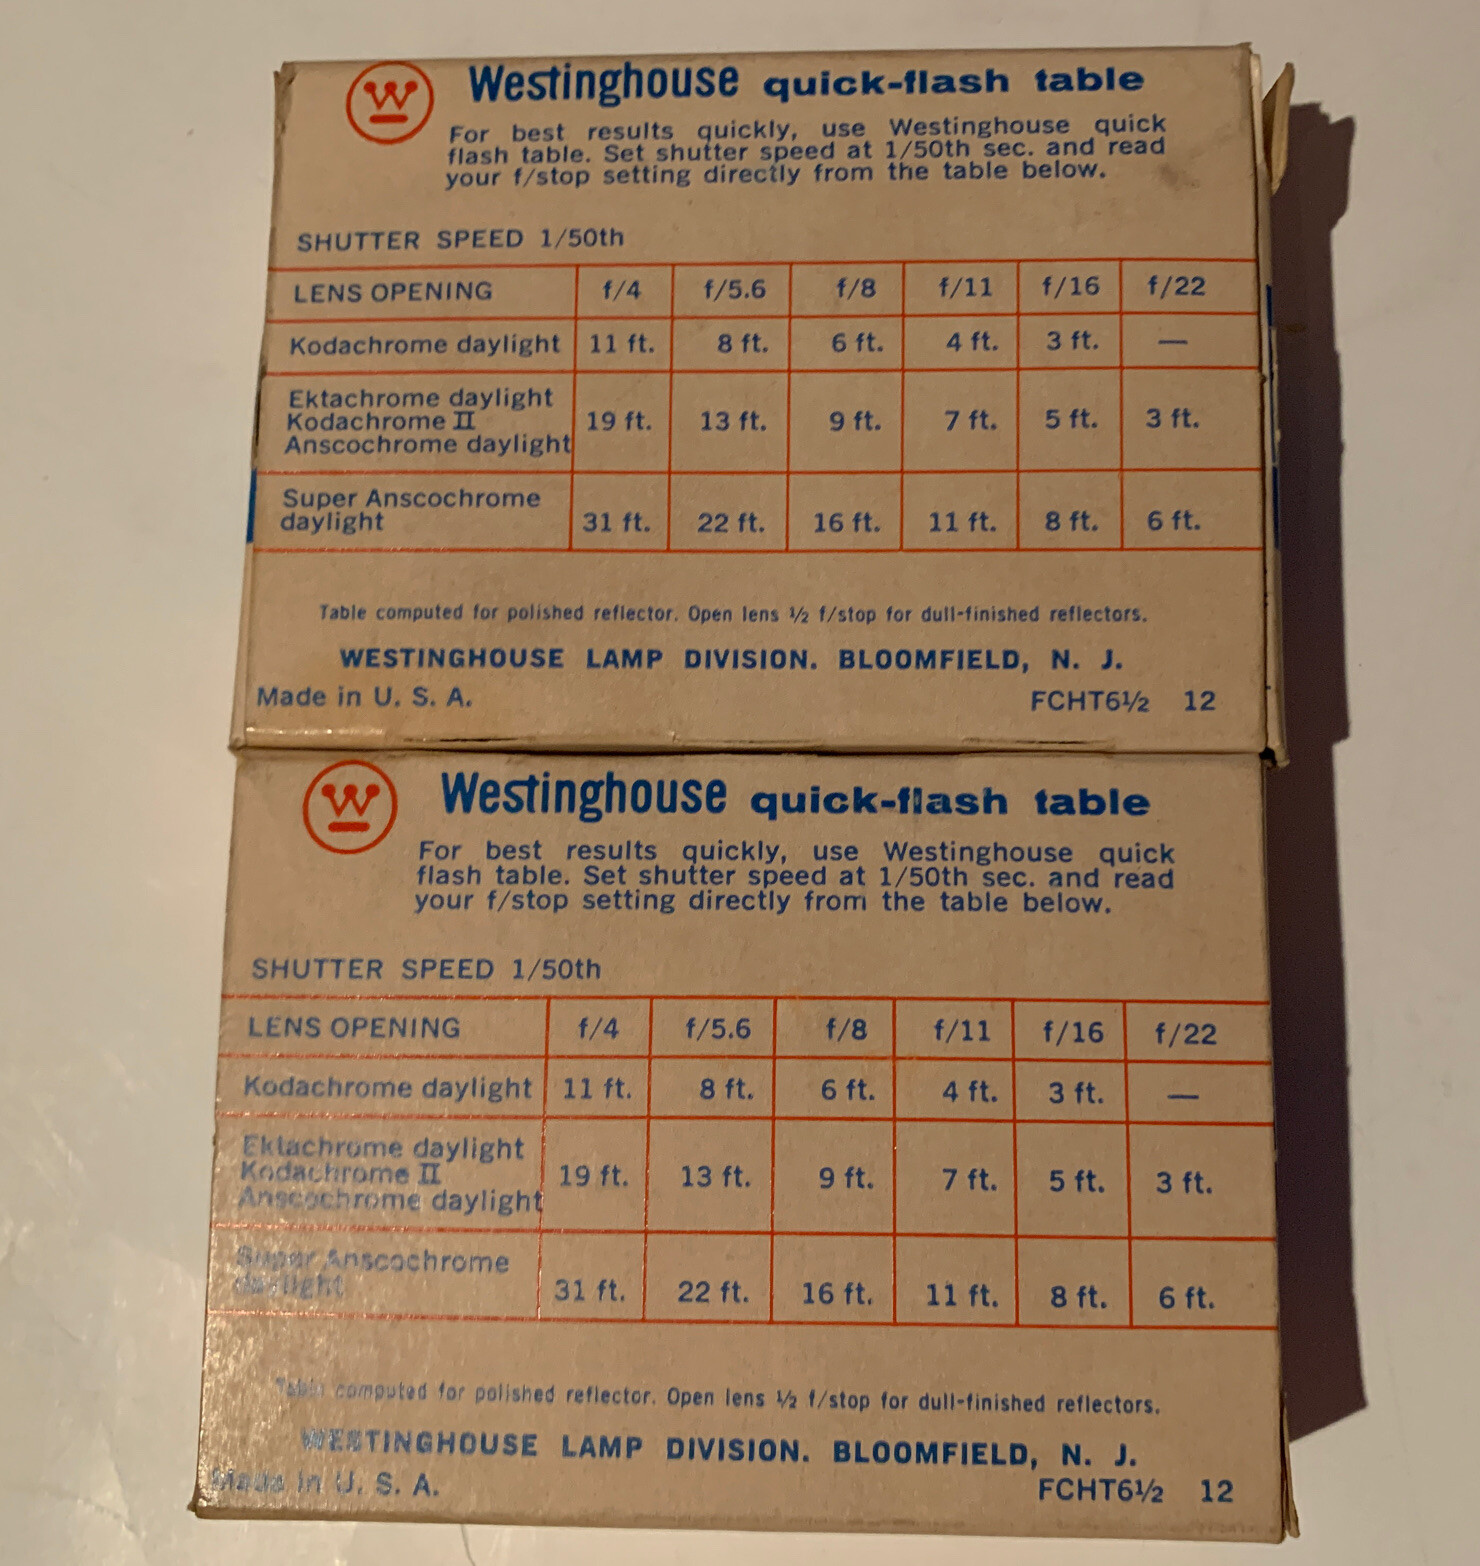 W Westinghouse quick-flash table
For best results quickly, use Westinghouse quick
flash table. Set shutter speed at 1/50th sec. and read
your f/stop setting directly from the table below.
SHUTTER SPEED 1/50th
LENS OPENING f/4 f/5.6 f/8 f/11 f/16 f/22
Kodachrome daylight 11 ft. 8 ft. 6 ft. 4 ft. 3 ft. —
Ektachrome daylight
Kodachrome II 19 ft. 13 ft. 9 ft. 7 ft. 5 ft. 3 ft.
Anscochrome daylight
Super Anscochrome
daylight 31 ft. 22 ft. 16 ft. 11 ft. 8 ft. 6 ft.
Table computed for polished reflector. Open lens ½ f/stop for dull-finished reflectors.
WESTINGHOUSE LAMP DIVISION. BLOOMFIELD, N. J.
Made in U. S. A. FCHT6½ 12
W Westinghouse quick-flash table
For best results quickly, use Westinghouse quick
flash table. Set shutter speed at 1/50th sec. and read
your f/stop setting directly from the table below.
SHUTTER SPEED 1/50th
LENS OPENING f/4 f/5.6 f/8 f/11 f/16 f/22
Kodachrome daylight 11 ft. 8 ft. 6 ft. 4 ft. 3 ft. —
Ektachrome daylight
Kodachrome II 19 ft. 13 ft. 9 ft. 7 ft. 5 ft. 3 ft.
Anscochrome daylight
Super Anscochrome
daylight 31 ft. 22 ft. 16 ft. 11 ft. 8 ft. 6 ft.
Table computed for polished reflector. Open lens ½ f/stop for dull-finished reflectors.
WESTINGHOUSE LAMP DIVISION. BLOOMFIELD, N. J.
Made in U. S. A. FCHT6½ 12